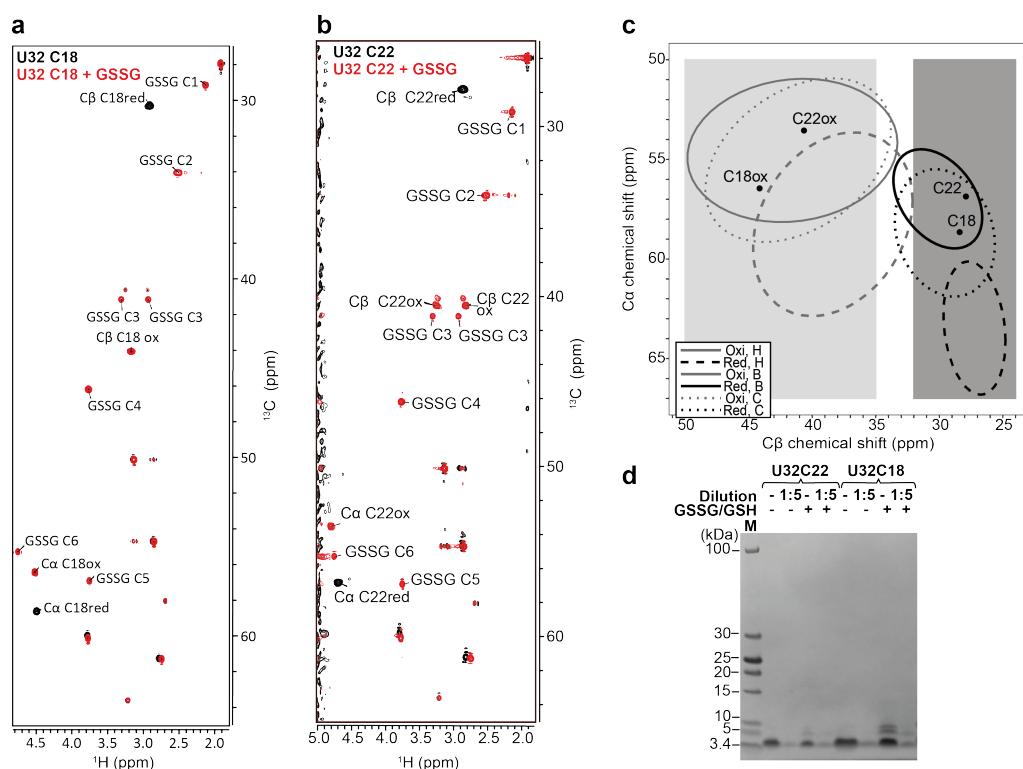 a
U32 C18
U32 C18 + GSSG
GSSG C1
Cβ C18red
GSSG C2
GSSG C3 GSSG C3
Cβ C18 ox
GSSG C4
GSSG C6
Cα C18ox
GSSG C5
Cα C18red
30
40
50
60
¹³C (ppm)
4.5 4.0 3.5 3.0 2.5 2.0
¹H (ppm)
b
U32 C22
U32 C22 + GSSG
Cβ C22red
GSSG C1
GSSG C2
Cβ C22ox
Cβ C22
ox
GSSG C3 GSSG C3
GSSG C4
Cα C22ox
GSSG C6
GSSG C5
Cα C22red
30
40
50
60
¹³C (ppm)
5.0 4.5 4.0 3.5 3.0 2.5 2.0
¹H (ppm)
c
50
55
60
65
Cα chemical shift (ppm)
C22ox
C18ox
C22
C18
Oxi, H
Red, H
Oxi, B
Red, B
Oxi, C
Red, C
50 45 40 35 30 25
Cβ chemical shift (ppm)
d
U32C22 U32C18
Dilution - 1:5 - 1:5 - 1:5 - 1:5
GSSG/GSH - - + + - - + +
M
(kDa)
100
30
25
20
15
10
5
3.4